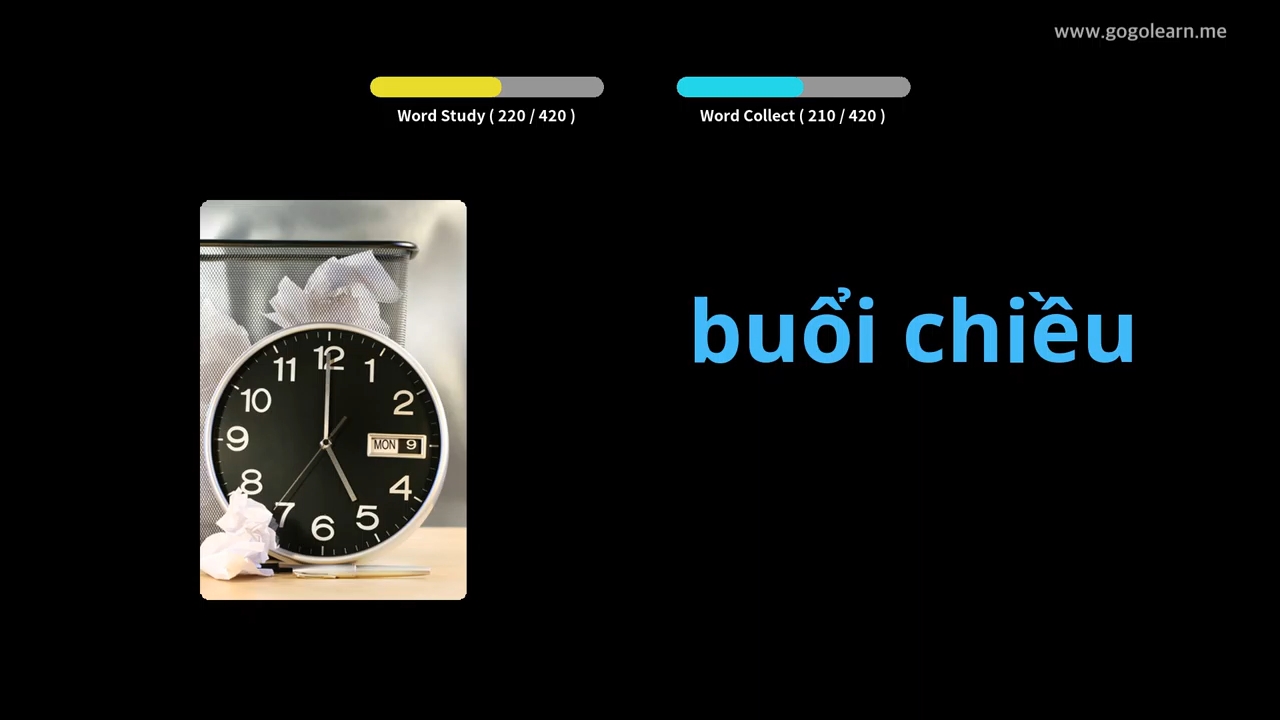 www.gogolearn.me
Word Study ( 220 / 420 )
Word Collect ( 210 / 420 )
buổi chiều
12
11
1
10
2
9
MON 9
8
4
7
5
6